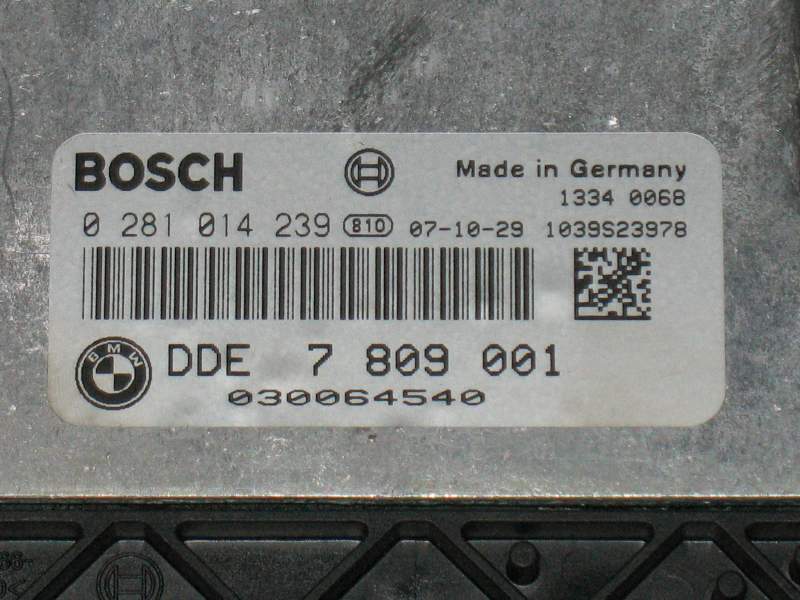 BOSCH
Made in Germany
1334 0068
0 281 014 239 810 07-10-29 1039S23978
BMW
DDE 7 809 001
030064540